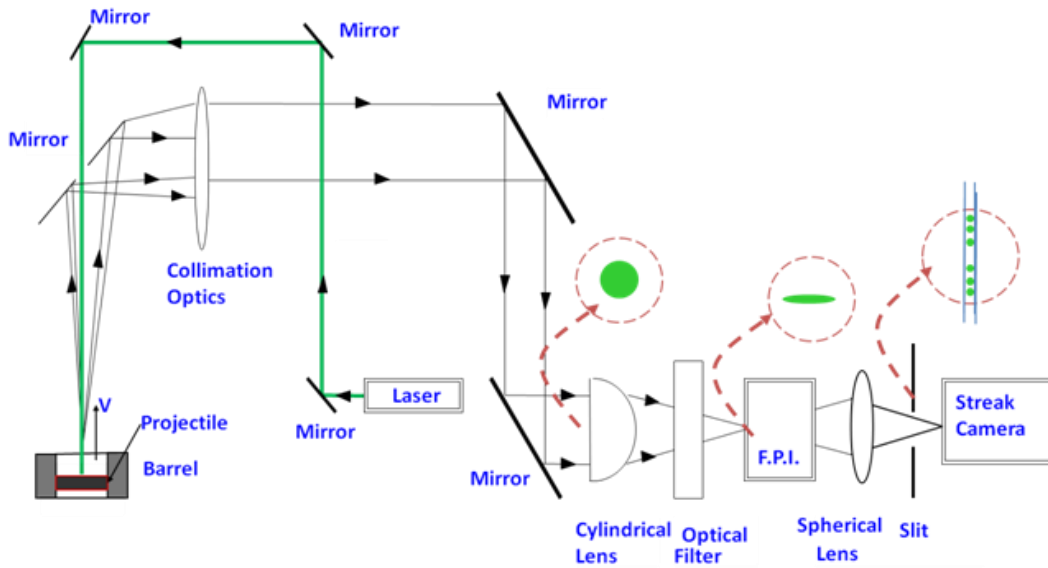 Mirror
Mirror
Mirror
Mirror
Collimation
Optics
Laser
Mirror
V
Projectile
Barrel
Mirror
F.P.I.
Streak
Camera
Cylindrical
Lens
Optical
Filter
Spherical
Lens
Slit